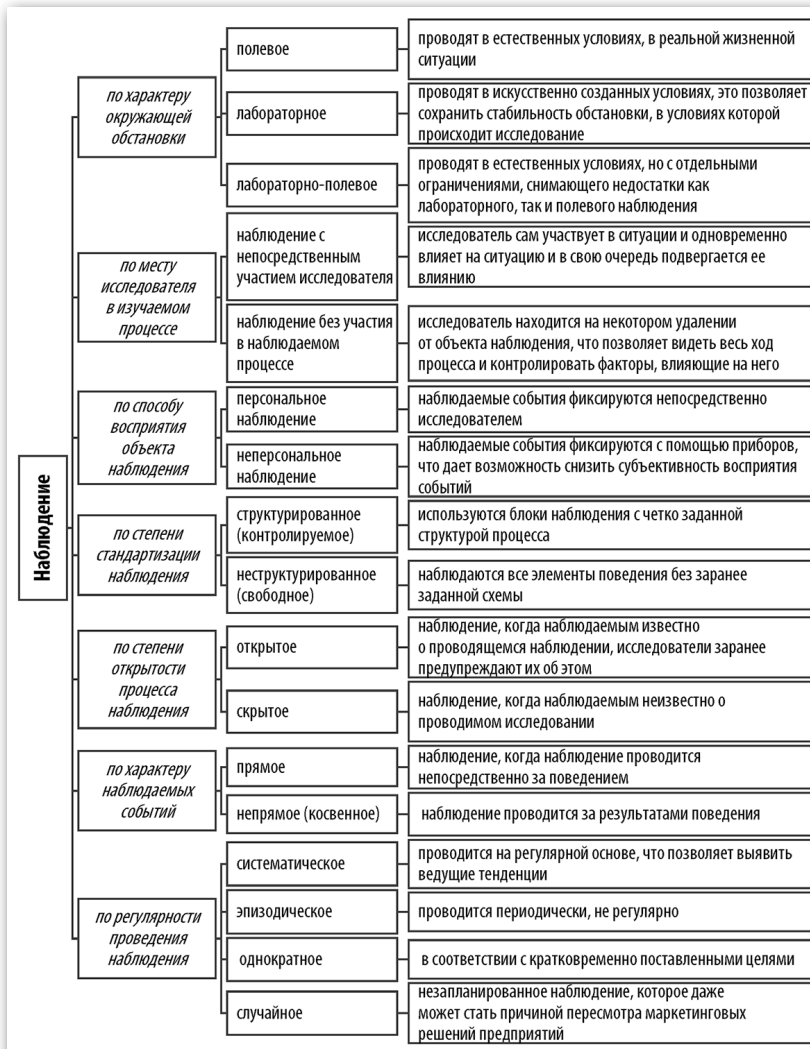 Наблюдение
по характеру
окружающей
обстановки
полевое
проводят в естественных условиях, в реальной жизненной
ситуации
лабораторное
проводят в искусственно созданных условиях, это позволяет
сохранить стабильность обстановки, в условиях которой
происходит исследование
лабораторно-полевое
проводят в естественных условиях, но с отдельными
ограничениями, снимающего недостатки как
лабораторного, так и полевого наблюдения
по месту
исследователя
в изучаемом
процессе
наблюдение с
непосредственным
участием исследователя
исследователь сам участвует в ситуации и одновременно
влияет на ситуацию и в свою очередь подвергается ее
влиянию
наблюдение без участия
в наблюдаемом
процессе
исследователь находится на некотором удалении
от объекта наблюдения, что позволяет видеть весь ход
процесса и контролировать факторы, влияющие на него
по способу
восприятия
объекта
наблюдения
персональное
наблюдение
наблюдаемые события фиксируются непосредственно
исследователем
неперсональное
наблюдение
наблюдаемые события фиксируются с помощью приборов,
что дает возможность снизить субъективность восприятия
событий
по степени
стандартизации
наблюдения
структурированное
(контролируемое)
используются блоки наблюдения с четко заданной
структурой процесса
неструктурированное
(свободное)
наблюдаются все элементы поведения без заранее
заданной схемы
по степени
открытости
процесса
наблюдения
открытое
наблюдение, когда наблюдаемым известно
о проводящемся наблюдении, исследователи заранее
предупреждают их об этом
скрытое
наблюдение, когда наблюдаемым неизвестно о
проводимом исследовании
по характеру
наблюдаемых
событий
прямое
наблюдение, когда наблюдение проводится
непосредственно за поведением
непрямое (косвенное)
наблюдение проводится за результатами поведения
по регулярности
проведения
наблюдения
систематическое
проводится на регулярной основе, что позволяет выявить
ведущие тенденции
эпизодическое
проводится периодически, не регулярно
однократное
в соответствии с кратковременно поставленными целями
случайное
незапланированное наблюдение, которое даже
может стать причиной пересмотра маркетинговых
решений предприятий